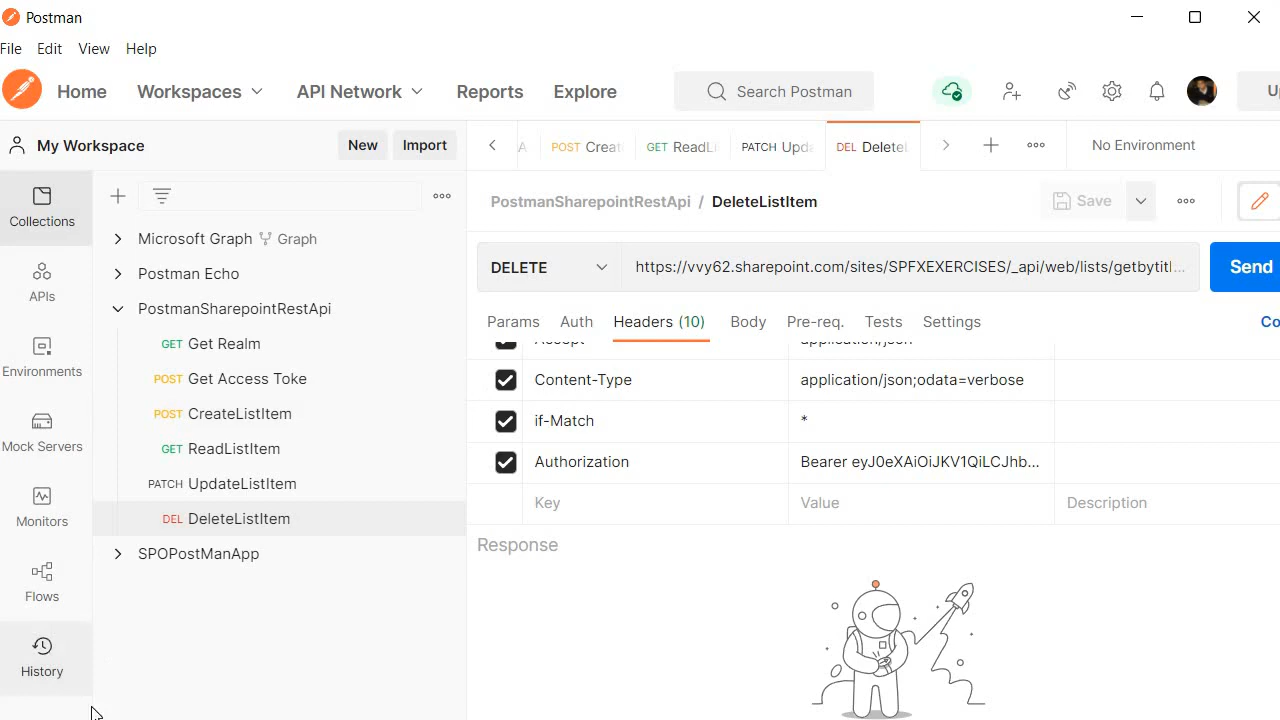 Postman
File Edit View Help
Home Workspaces API Network Reports Explore Search Postman
My Workspace New Import
POST GET ReadLi PATCH Upda DEL Delete No Environment
Collections
APIs
Environments
Mock Servers
Monitors
Flows
History
Microsoft Graph Graph
Postman Echo
PostmanSharepointRestApi
GET Get Realm
POST Get Access Toke
POST CreateListItem
GET ReadListItem
PATCH UpdateListItem
DEL DeleteListItem
SPOPostManApp
PostmanSharepointRestApi / DeleteListItem Save
DELETE https://vvy62.sharepoint.com/sites/SPFXEXERCISES/_api/web/lists/getbytitl... Send
Params Auth Headers (10) Body Pre-req. Tests Settings Co
Content-Type application/json;odata=verbose
if-Match *
Authorization Bearer eyJ0eXAiOiJKV1QiLCJhb...
Key Value Description
Response